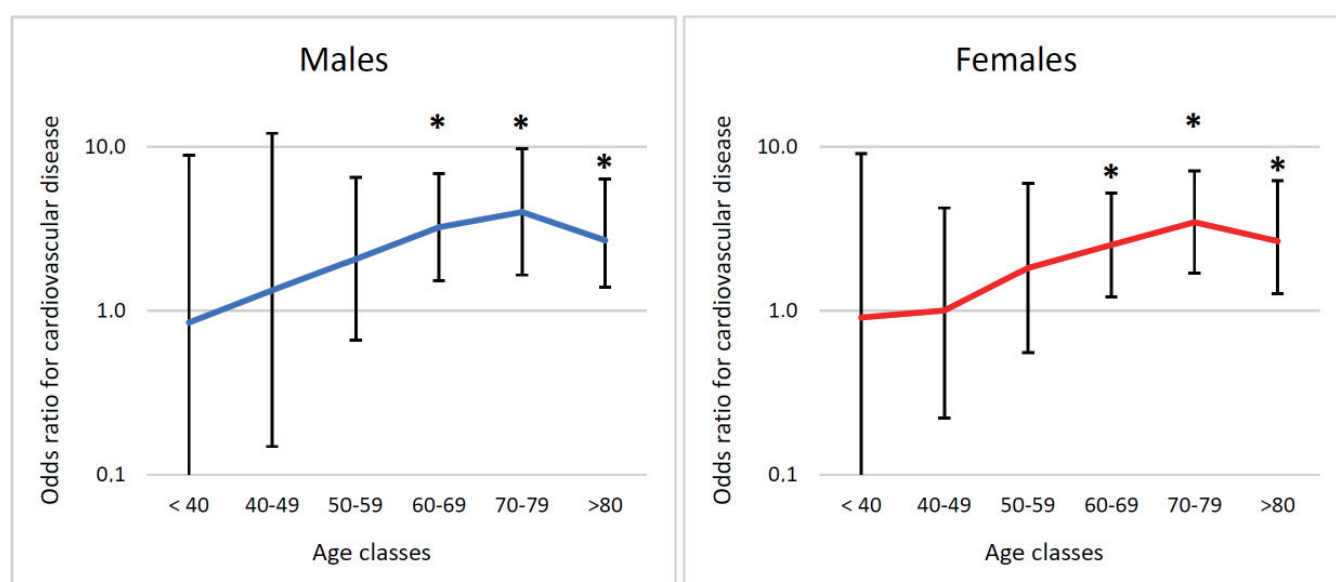 Males
Odds ratio for cardiovascular disease
10.0
1.0
0.1
* * *
< 40 40-49 50-59 60-69 70-79 >80
Age classes
Females
Odds ratio for cardiovascular disease
10.0
1.0
0.1
* * *
< 40 40-49 50-59 60-69 70-79 >80
Age classes